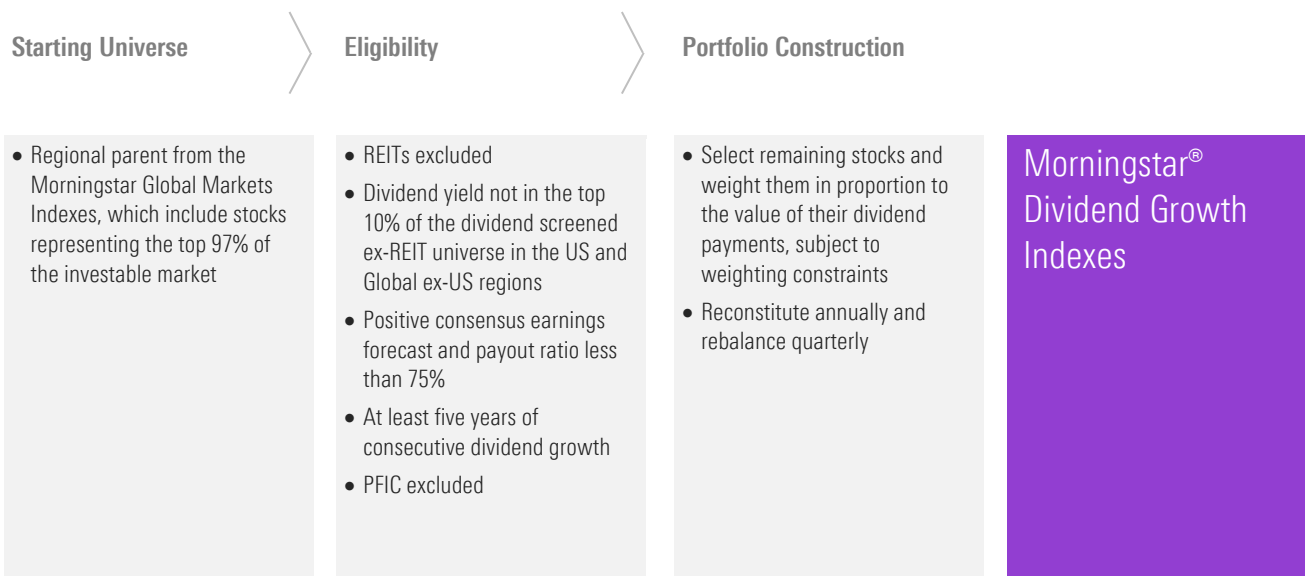 Starting Universe
Eligibility
Portfolio Construction
• Regional parent from the
Morningstar Global Markets
Indexes, which include stocks
representing the top 97% of
the investable market
• REITs excluded
• Dividend yield not in the top
10% of the dividend screened
ex-REIT universe in the US and
Global ex-US regions
• Positive consensus earnings
forecast and payout ratio less
than 75%
• At least five years of
consecutive dividend growth
• PFIC excluded
• Select remaining stocks and
weight them in proportion to
the value of their dividend
payments, subject to
weighting constraints
• Reconstitute annually and
rebalance quarterly
Morningstar®
Dividend Growth
Indexes